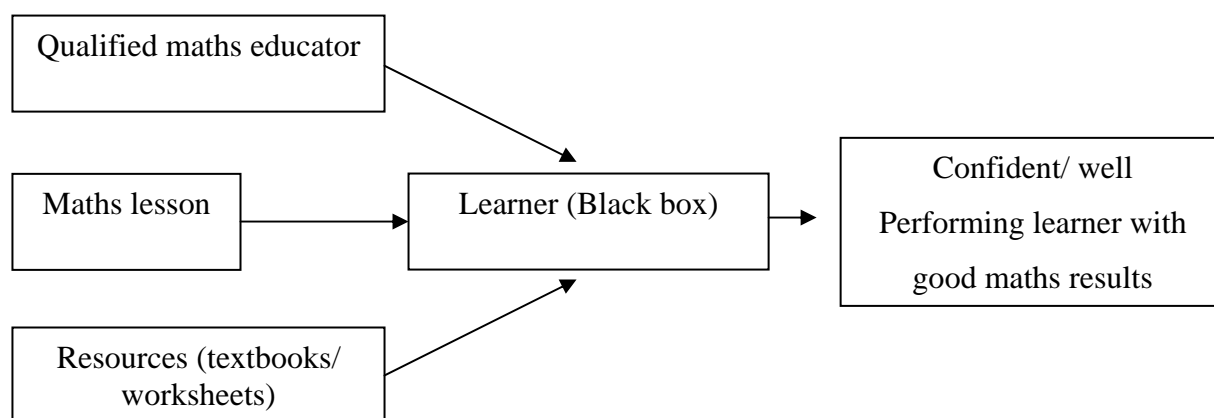 Qualified maths educator
Maths lesson
Learner (Black box)
Confident/ well
Performing learner with
good maths results
Resources (textbooks/
worksheets)